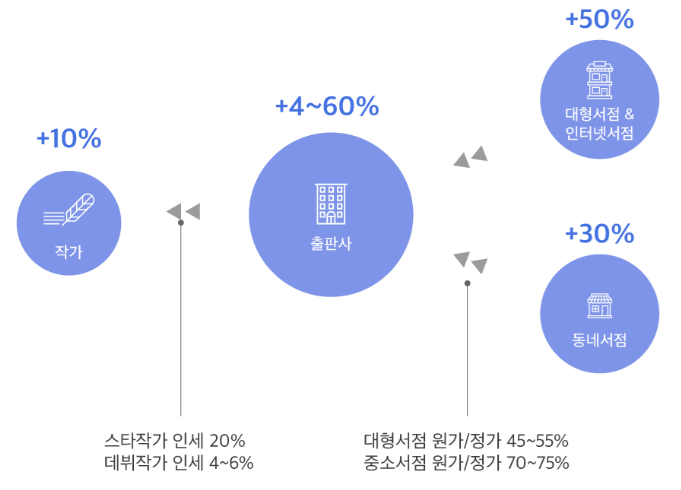 +50%
대형서점 &
인터넷서점
+4~60%
출판사
+10%
작가
+30%
동네서점
스타작가 인세 20%
데뷔작가 인세 4~6%
대형서점 원가/정가 45~55%
중소서점 원가/정가 70~75%